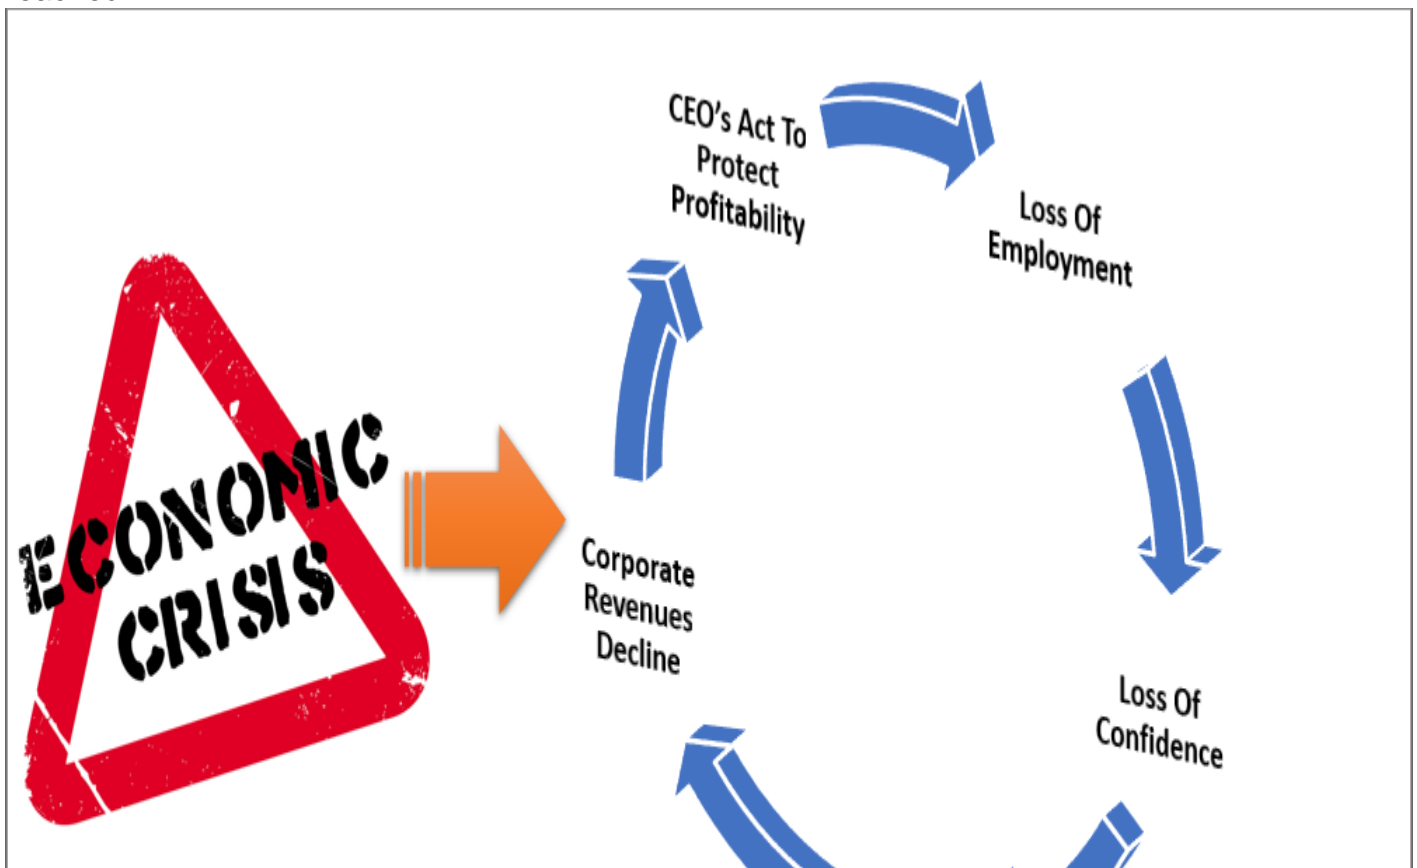 ECONOMIC
CRISIS
CEO's Act To
Protect
Profitability
Loss Of
Employment
Loss Of
Confidence
Corporate
Revenues
Decline